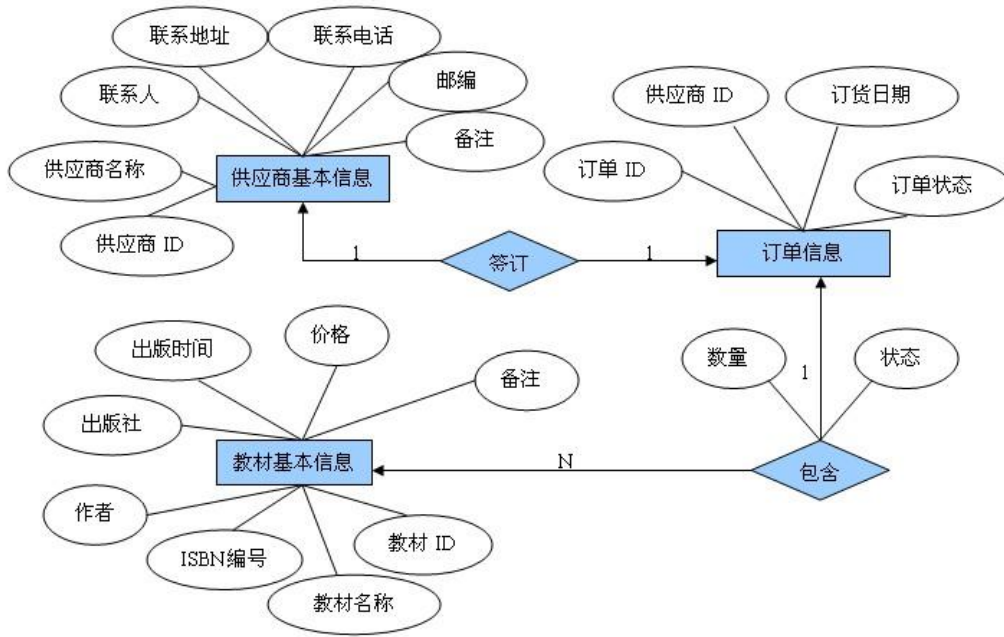 联系地址
联系电话
联系人
邮编
备注
供应商名称
供应商基本信息
供应商 ID
供应商 ID
订货日期
订单 ID
订单状态
1
签订
1
订单信息
出版时间
价格
备注
出版社
教材基本信息
作者
ISBN编号
教材 ID
教材名称
数量
状态
1
N
包含